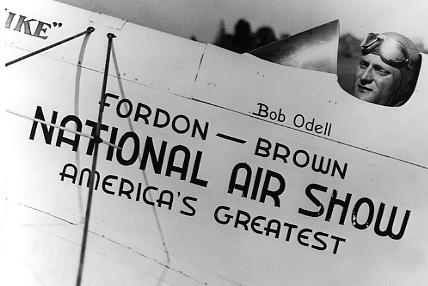 IKE"
Bob Odell
FORDON — BROWN
NATIONAL AIR SHOW
AMERICA'S GREATEST